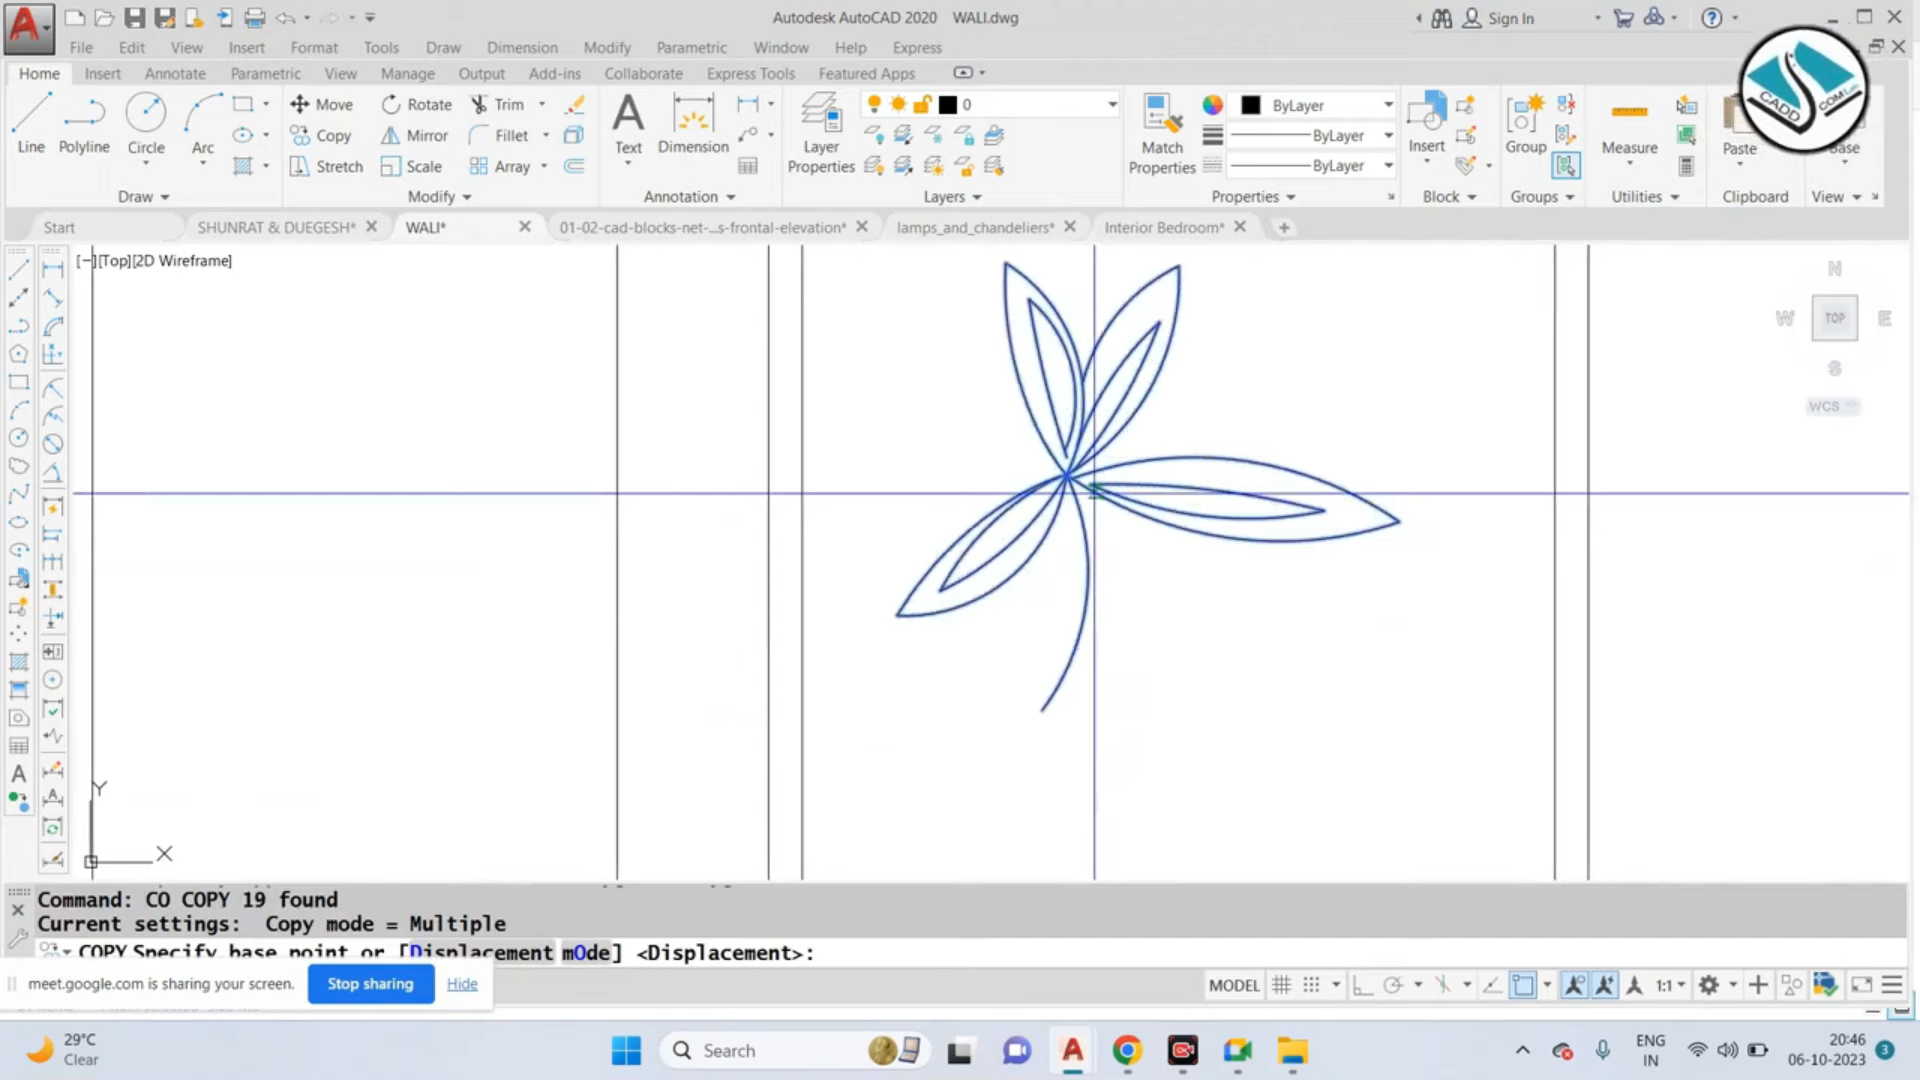 Autodesk AutoCAD 2020 WALI.dwg
Sign In
File Edit View Insert Format Tools Draw Dimension Modify Parametric Window Help Express
Home Insert Annotate Parametric View Manage Output Add-ins Collaborate Express Tools Featured Apps
Line Polyline Circle Arc
Move Rotate Trim
Copy Mirror Fillet
Stretch Scale Array
Text Dimension
Layer Properties
0
Match Properties
ByLayer
ByLayer
ByLayer
Insert Group Measure Paste Base
Draw Modify Annotation Layers Properties Block Groups Utilities Clipboard View
CADD
Start SHUNRAT & DUEGESH* WALI* 01-02-cad-blocks-net-...s-frontal-elevation* lamps_and_chandeliers* Interior Bedroom*
[−][Top][2D Wireframe]
N
W TOP E
S
WCS
Y
X
Command: CO COPY 19 found
Current settings: Copy mode = Multiple
COPY Specify base point or [Displacement mOde] <Displacement>:
meet.google.com is sharing your screen. Stop sharing Hide
MODEL 1:1
29°C
Clear
Search
ENG
IN
20:46
06-10-2023
3